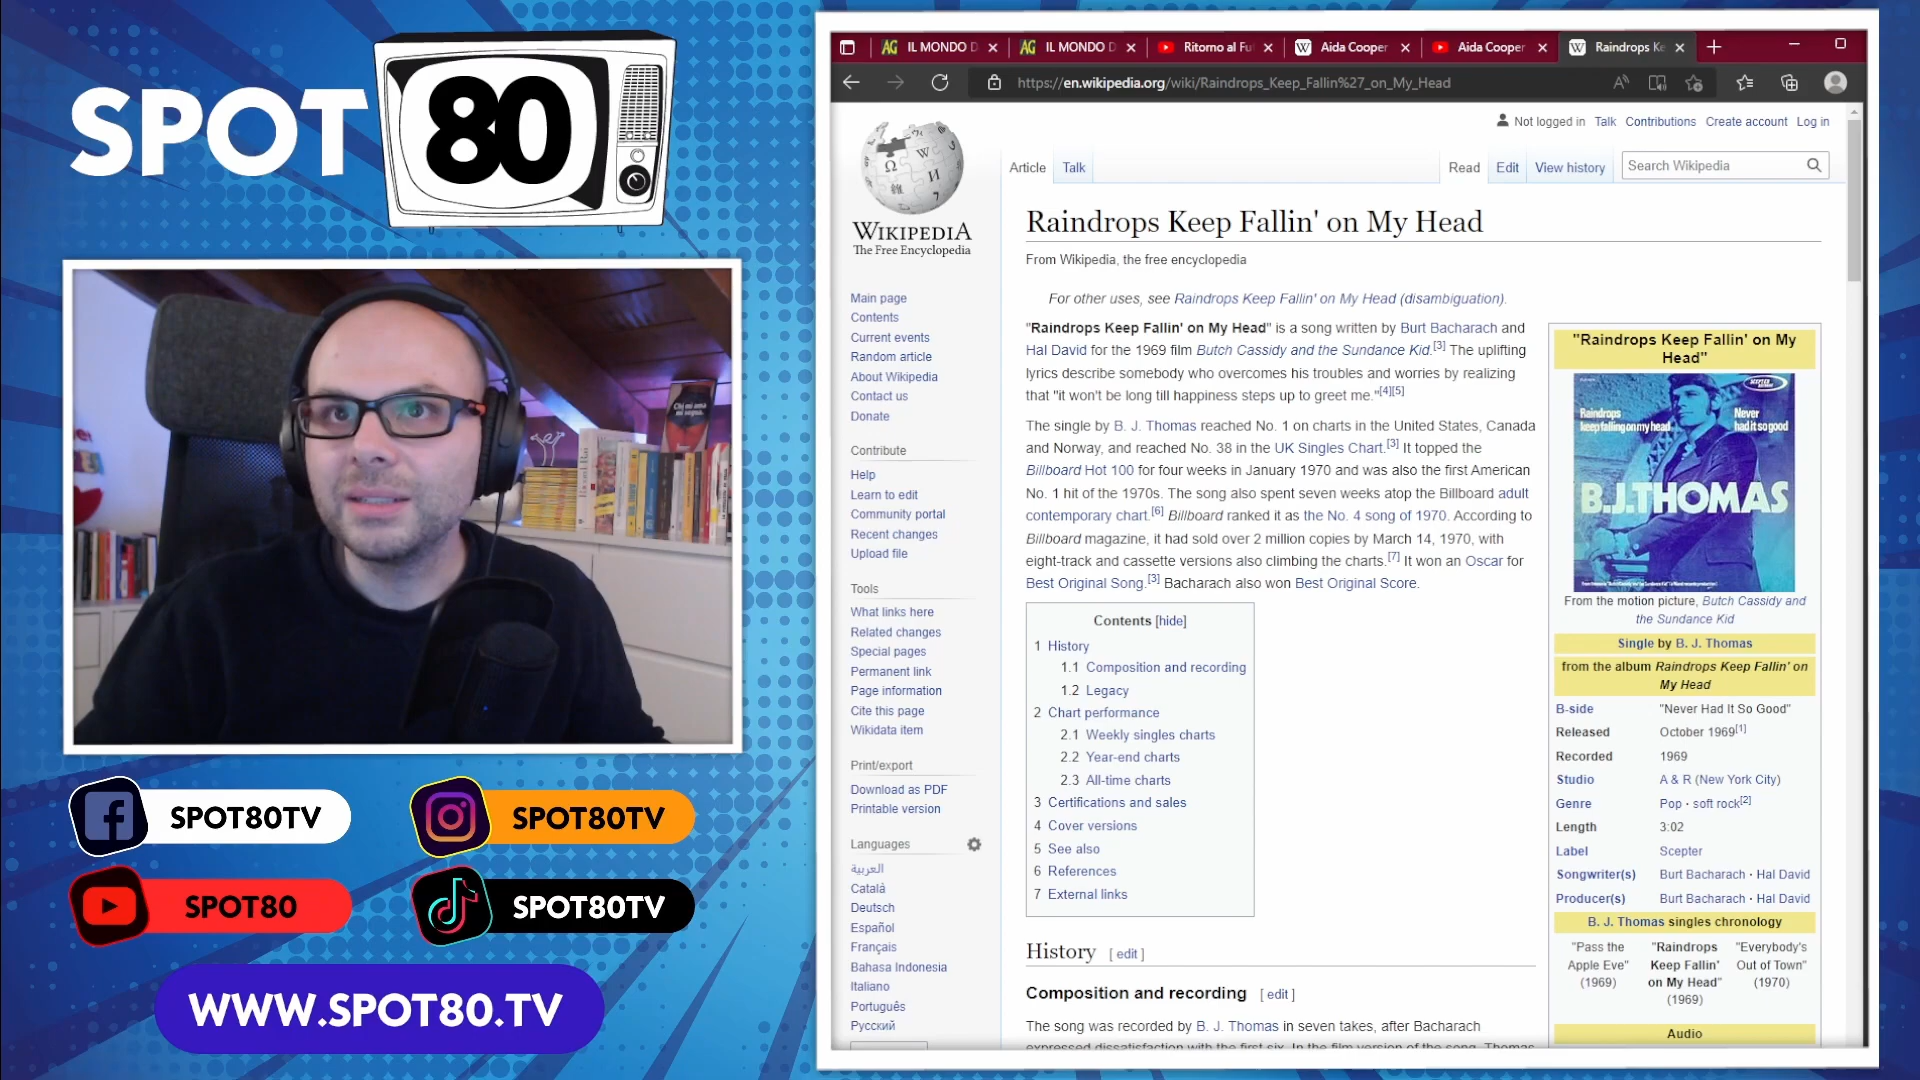 SPOT 80
Chi mi ama
mi segua.
SPOT80TV
SPOT80TV
SPOT80
SPOT80TV
WWW.SPOT80.TV
AG IL MONDO D
AG IL MONDO D
Ritorno al Fu
W Aida Cooper
Aida Cooper
W Raindrops Ke
https://en.wikipedia.org/wiki/Raindrops_Keep_Fallin%27_on_My_Head
Not logged in Talk Contributions Create account Log in
Article Talk Read Edit View history Search Wikipedia
WIKIPEDIA
The Free Encyclopedia
Main page
Contents
Current events
Random article
About Wikipedia
Contact us
Donate
Contribute
Help
Learn to edit
Community portal
Recent changes
Upload file
Tools
What links here
Related changes
Special pages
Permanent link
Page information
Cite this page
Wikidata item
Print/export
Download as PDF
Printable version
Languages
العربية
Català
Deutsch
Español
Français
Bahasa Indonesia
Italiano
Português
Русский
Raindrops Keep Fallin' on My Head
From Wikipedia, the free encyclopedia
For other uses, see Raindrops Keep Fallin' on My Head (disambiguation).
"Raindrops Keep Fallin' on My Head" is a song written by Burt Bacharach and
Hal David for the 1969 film Butch Cassidy and the Sundance Kid.[3] The uplifting
lyrics describe somebody who overcomes his troubles and worries by realizing
that "it won't be long till happiness steps up to greet me."[4][5]
The single by B. J. Thomas reached No. 1 on charts in the United States, Canada
and Norway, and reached No. 38 in the UK Singles Chart.[3] It topped the
Billboard Hot 100 for four weeks in January 1970 and was also the first American
No. 1 hit of the 1970s. The song also spent seven weeks atop the Billboard adult
contemporary chart.[6] Billboard ranked it as the No. 4 song of 1970. According to
Billboard magazine, it had sold over 2 million copies by March 14, 1970, with
eight-track and cassette versions also climbing the charts.[7] It won an Oscar for
Best Original Song.[3] Bacharach also won Best Original Score.
Contents [hide]
1 History
1.1 Composition and recording
1.2 Legacy
2 Chart performance
2.1 Weekly singles charts
2.2 Year-end charts
2.3 All-time charts
3 Certifications and sales
4 Cover versions
5 See also
6 References
7 External links
History [ edit ]
Composition and recording [ edit ]
The song was recorded by B. J. Thomas in seven takes, after Bacharach
expressed dissatisfaction with the first six. In the film version of the song, Thomas
"Raindrops Keep Fallin' on My
Head"
Raindrops
keep falling on my head
Never
had it so good
B.J.THOMAS
From the motion picture, Butch Cassidy and
the Sundance Kid
Single by B. J. Thomas
from the album Raindrops Keep Fallin' on
My Head
B-side "Never Had It So Good"
Released October 1969[1]
Recorded 1969
Studio A & R (New York City)
Genre Pop · soft rock[2]
Length 3:02
Label Scepter
Songwriter(s) Burt Bacharach · Hal David
Producer(s) Burt Bacharach · Hal David
B. J. Thomas singles chronology
"Pass the
Apple Eve"
(1969)
"Raindrops
Keep Fallin'
on My Head"
(1969)
"Everybody's
Out of Town"
(1970)
Audio